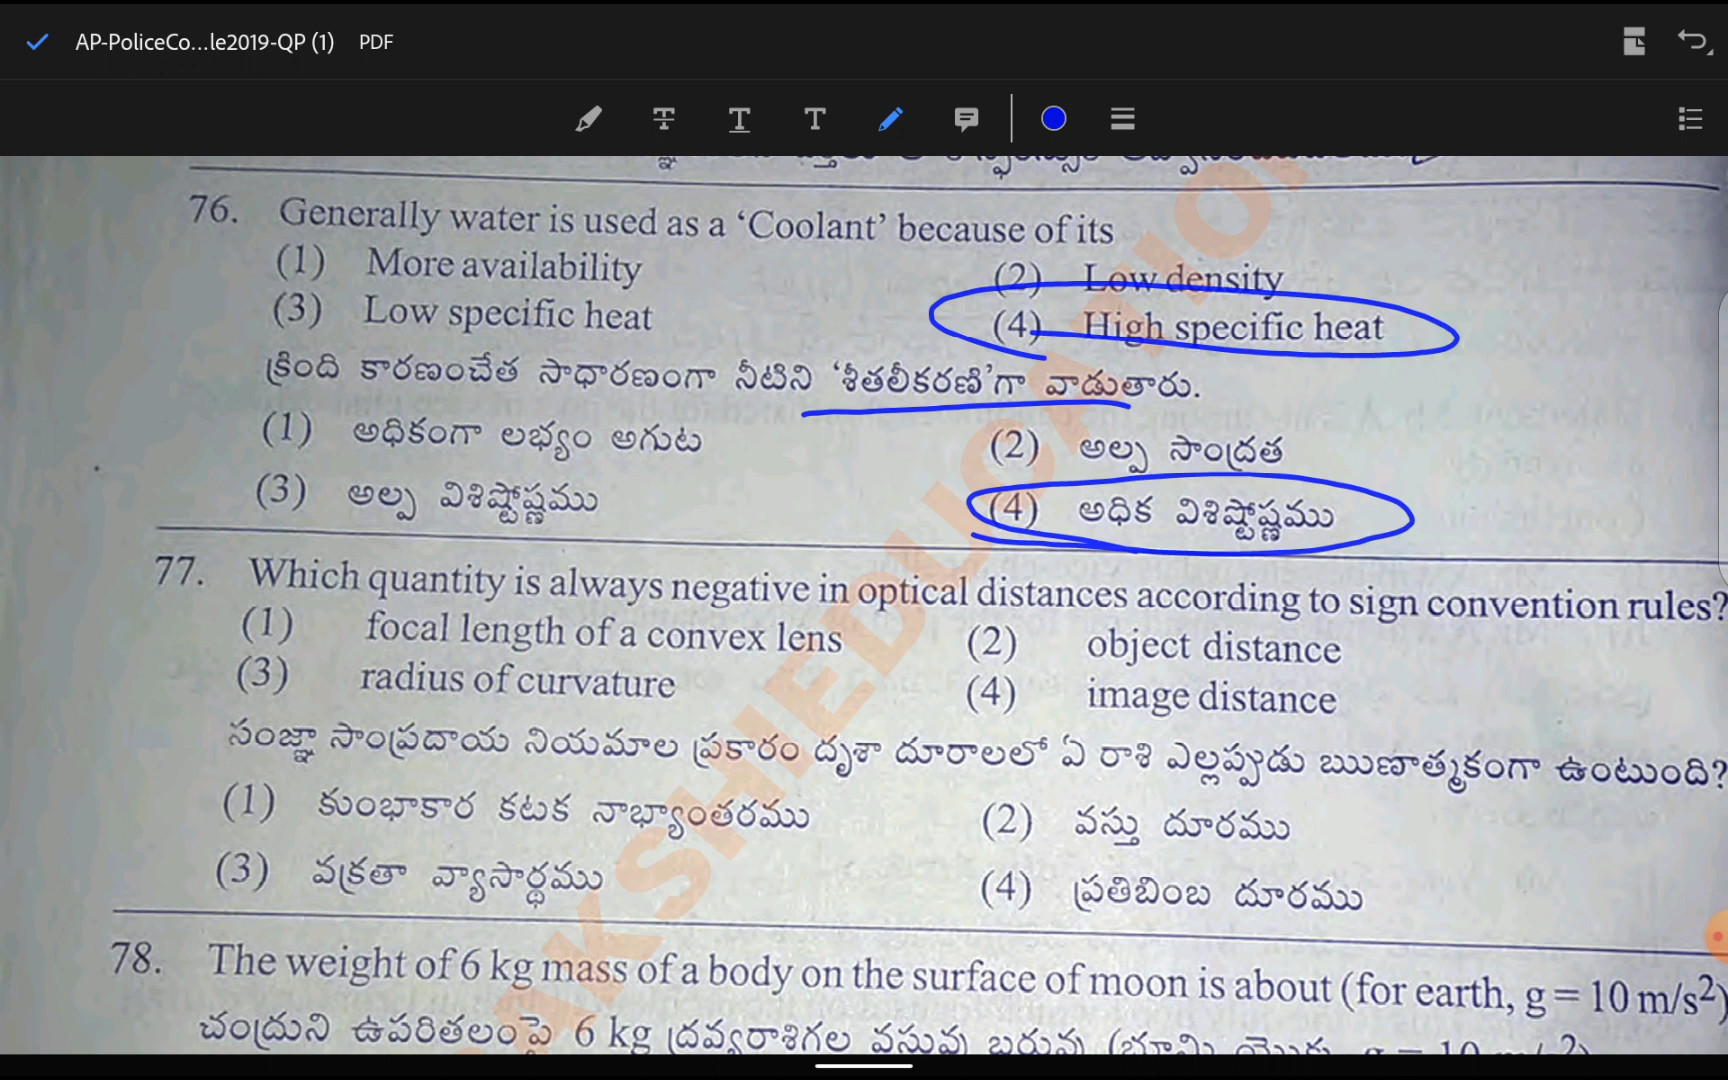 AP-PoliceCo...le2019-QP (1) PDF
76. Generally water is used as a ‘Coolant’ because of its
(1) More availability (2) Low density
(3) Low specific heat (4) High specific heat
క్రింది కారణంచేత సాధారణంగా నీటిని ‘శీతలీకరణి’గా వాడుతారు.
(1) అధికంగా లభ్యం అగుట (2) అల్ప సాంద్రత
(3) అల్ప విశిష్టోష్ణము (4) అధిక విశిష్టోష్ణము
77. Which quantity is always negative in optical distances according to sign convention rules?
(1) focal length of a convex lens (2) object distance
(3) radius of curvature (4) image distance
సంజ్ఞా సాంప్రదాయ నియమాల ప్రకారం దృశా దూరాలలో ఏ రాశి ఎల్లప్పుడు ఋణాత్మకంగా ఉంటుంది?
(1) కుంభాకార కటక నాభ్యాంతరము (2) వస్తు దూరము
(3) వక్రతా వ్యాసార్థము (4) ప్రతిబింబ దూరము
78. The weight of 6 kg mass of a body on the surface of moon is about (for earth, g = 10 m/s²)
చంద్రుని ఉపరితలంపై 6 kg ద్రవ్యరాశిగల వస్తువు బరువు (భూమి యొక్క g = 10 m/s²)
AKSHEDUCATION